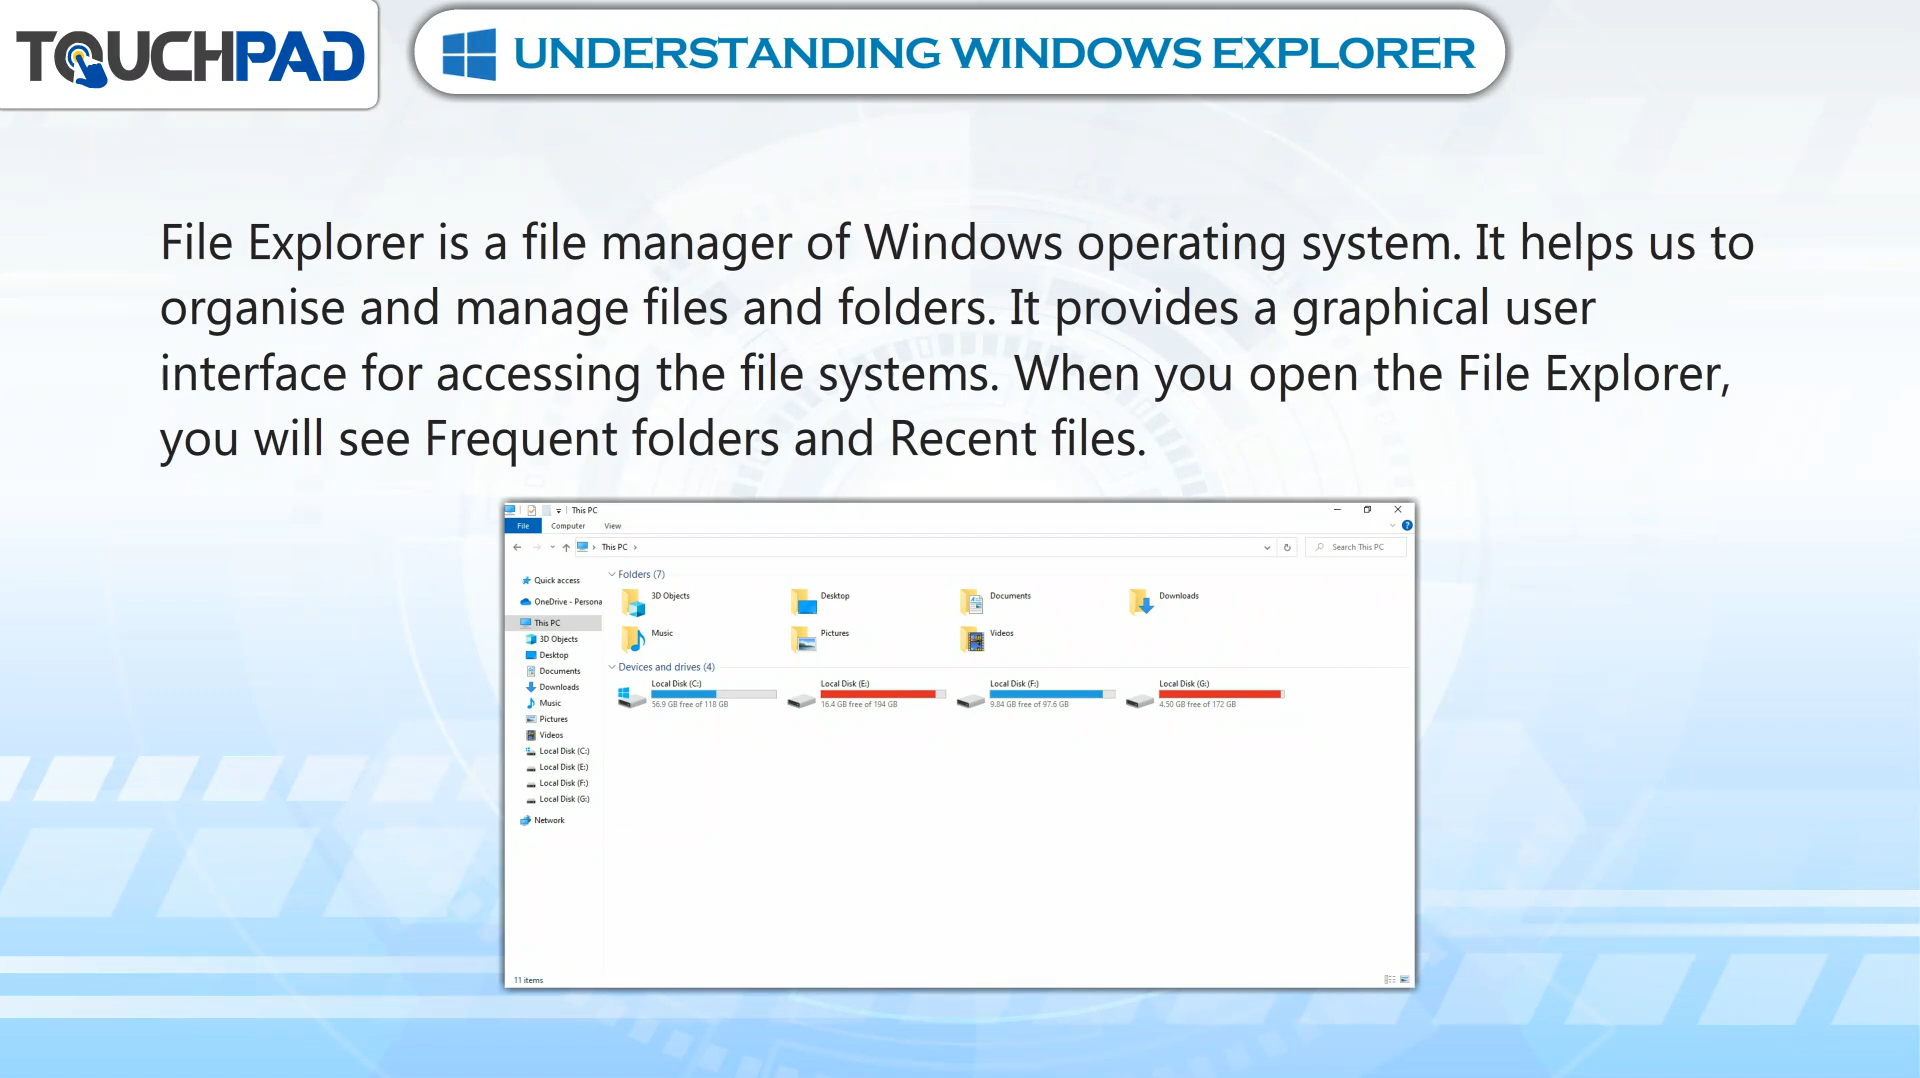 TOUCHPAD
UNDERSTANDING WINDOWS EXPLORER
File Explorer is a file manager of Windows operating system. It helps us to
organise and manage files and folders. It provides a graphical user
interface for accessing the file systems. When you open the File Explorer,
you will see Frequent folders and Recent files.
This PC
File Computer View
This PC
Search This PC
Quick access
OneDrive - Persona
This PC
3D Objects
Desktop
Documents
Downloads
Music
Pictures
Videos
Local Disk (C:)
Local Disk (E:)
Local Disk (F:)
Local Disk (G:)
Network
Folders (7)
3D Objects Desktop Documents Downloads
Music Pictures Videos
Devices and drives (4)
Local Disk (C:) Local Disk (E:) Local Disk (F:) Local Disk (G:)
56.9 GB free of 118 GB 16.4 GB free of 194 GB 9.84 GB free of 97.6 GB 4.50 GB free of 172 GB
11 items